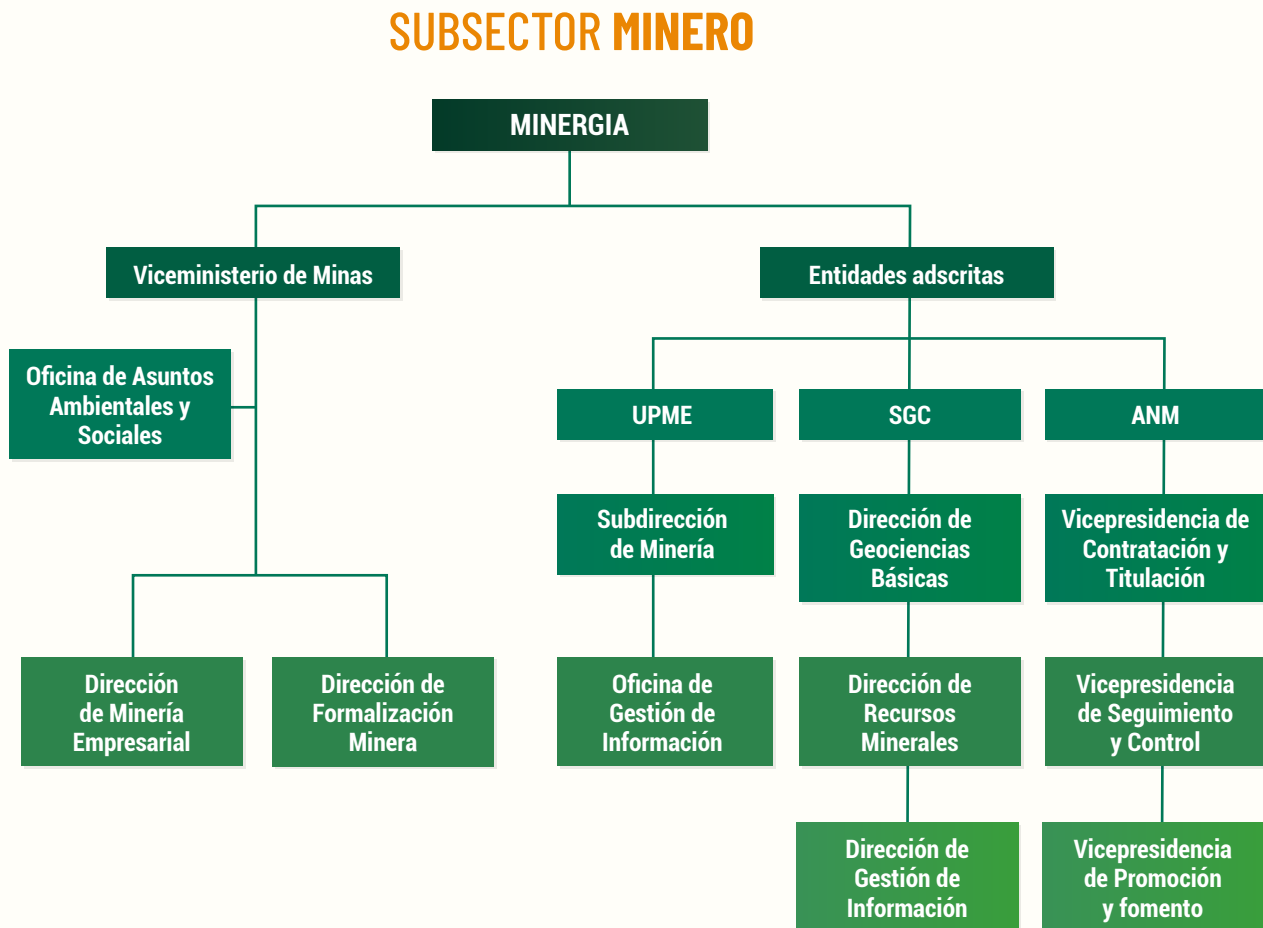 SUBSECTOR MINERO
MINERGIA
Viceministerio de Minas
Entidades adscritas
Oficina de Asuntos
Ambientales y
Sociales
UPME
SGC
ANM
Subdirección
de Minería
Dirección de
Geociencias
Básicas
Vicepresidencia de
Contratación y
Titulación
Dirección
de Minería
Empresarial
Dirección de
Formalización
Minera
Oficina de
Gestión de
Información
Dirección de
Recursos
Minerales
Vicepresidencia
de Seguimiento
y Control
Dirección de
Gestión de
Información
Vicepresidencia
de Promoción
y fomento